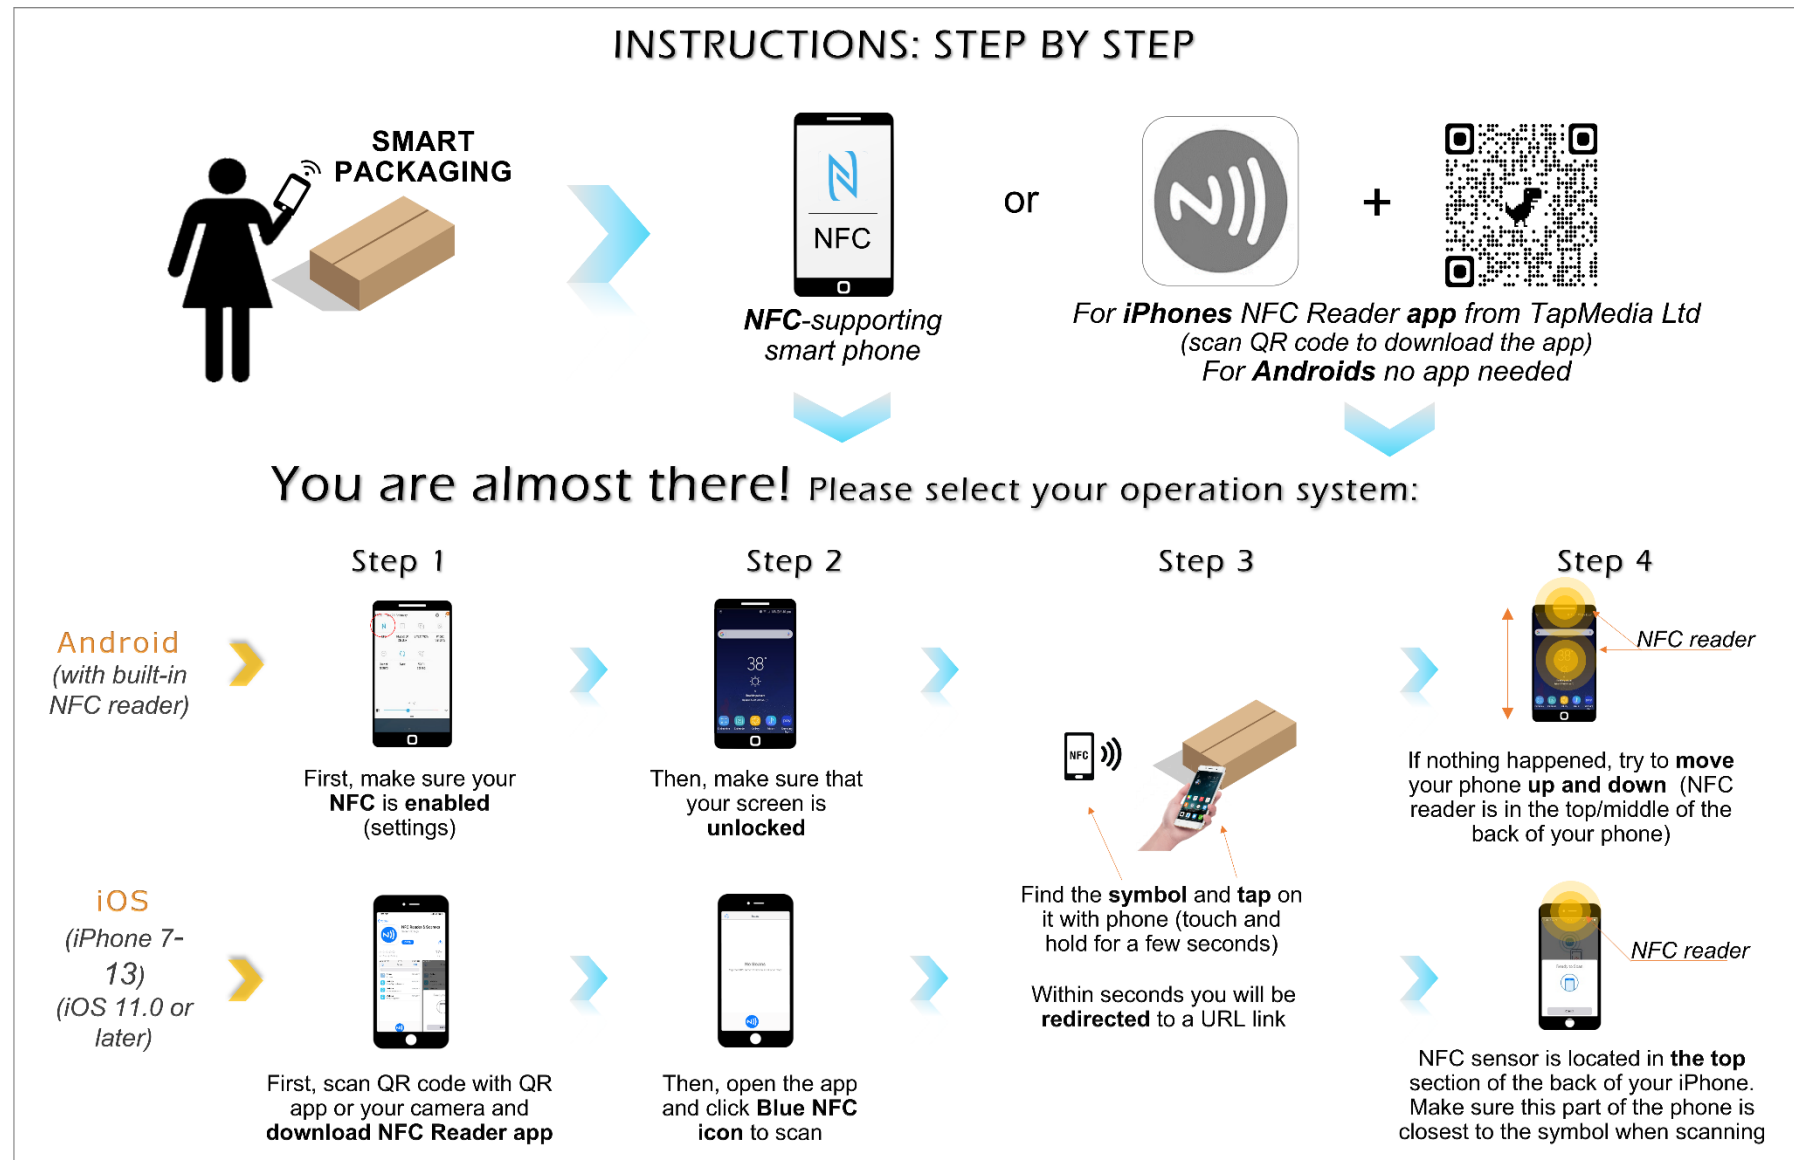 INSTRUCTIONS: STEP BY STEP
SMART
PACKAGING
NFC
NFC-supporting
smart phone
or
+
For iPhones NFC Reader app from TapMedia Ltd
(scan QR code to download the app)
For Androids no app needed
You are almost there! Please select your operation system:
Step 1
Step 2
Step 3
Step 4
Android
(with built-in
NFC reader)
First, make sure your
NFC is enabled
(settings)
38°
Then, make sure that
your screen is
unlocked
NFC
Find the symbol and tap on
it with phone (touch and
hold for a few seconds)
Within seconds you will be
redirected to a URL link
NFC reader
If nothing happened, try to move
your phone up and down (NFC
reader is in the top/middle of the
back of your phone)
iOS
(iPhone 7-
13)
(iOS 11.0 or
later)
First, scan QR code with QR
app or your camera and
download NFC Reader app
Then, open the app
and click Blue NFC
icon to scan
NFC reader
NFC sensor is located in the top
section of the back of your iPhone.
Make sure this part of the phone is
closest to the symbol when scanning